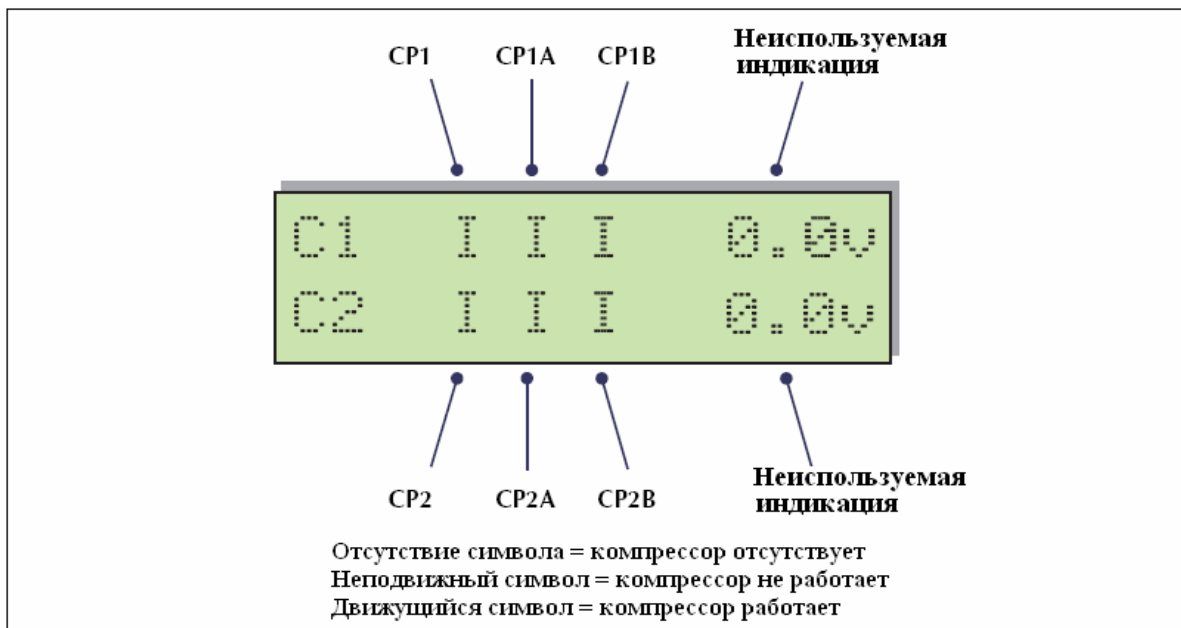 Неиспользуемая
CP1 CP1A CP1B индикация
C1 I I I 0.0v
C2 I I I 0.0v
Неиспользуемая
CP2 CP2A CP2B индикация
Отсутствие символа = компрессор отсутствует
Неподвижный символ = компрессор не работает
Движущийся символ = компрессор работает